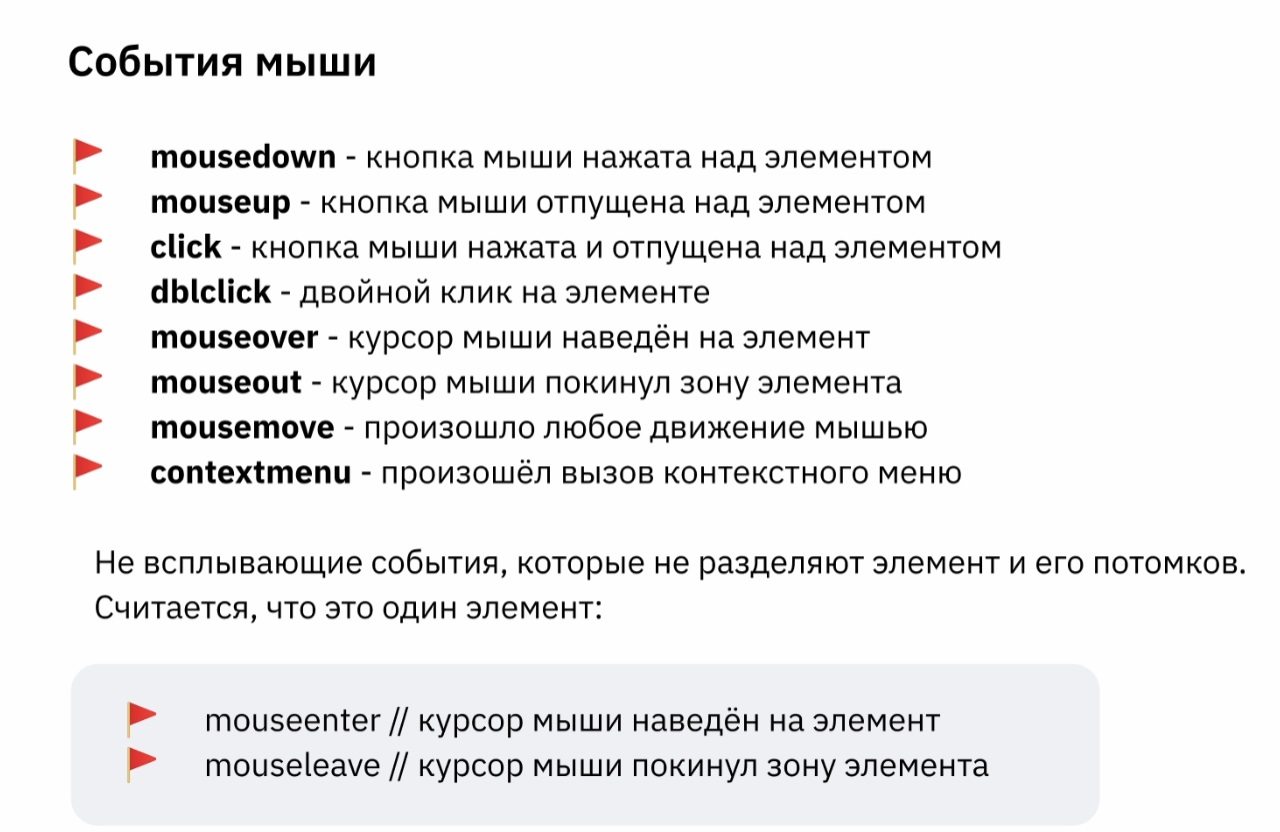 События мыши
mousedown - кнопка мыши нажата над элементом
mouseup - кнопка мыши отпущена над элементом
click - кнопка мыши нажата и отпущена над элементом
dblclick - двойной клик на элементе
mouseover - курсор мыши наведён на элемент
mouseout - курсор мыши покинул зону элемента
mousemove - произошло любое движение мышью
contextmenu - произошёл вызов контекстного меню
Не всплывающие события, которые не разделяют элемент и его потомков.
Считается, что это один элемент:
mouseenter // курсор мыши наведён на элемент
mouseleave // курсор мыши покинул зону элемента